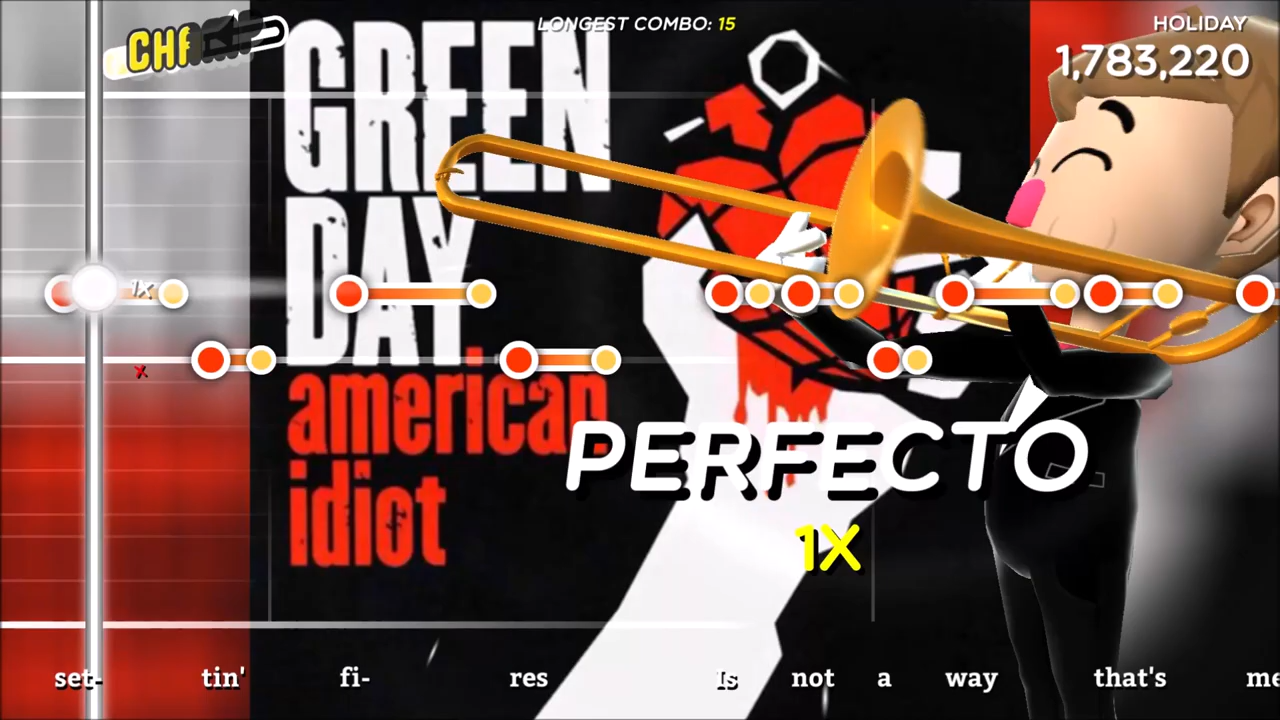 LONGEST COMBO: 15
HOLIDAY
1,783,220
GREEN
DAY
american
idiot
1X
x
PERFECTO
1X
set- tin' fi- res Is not a way that's me